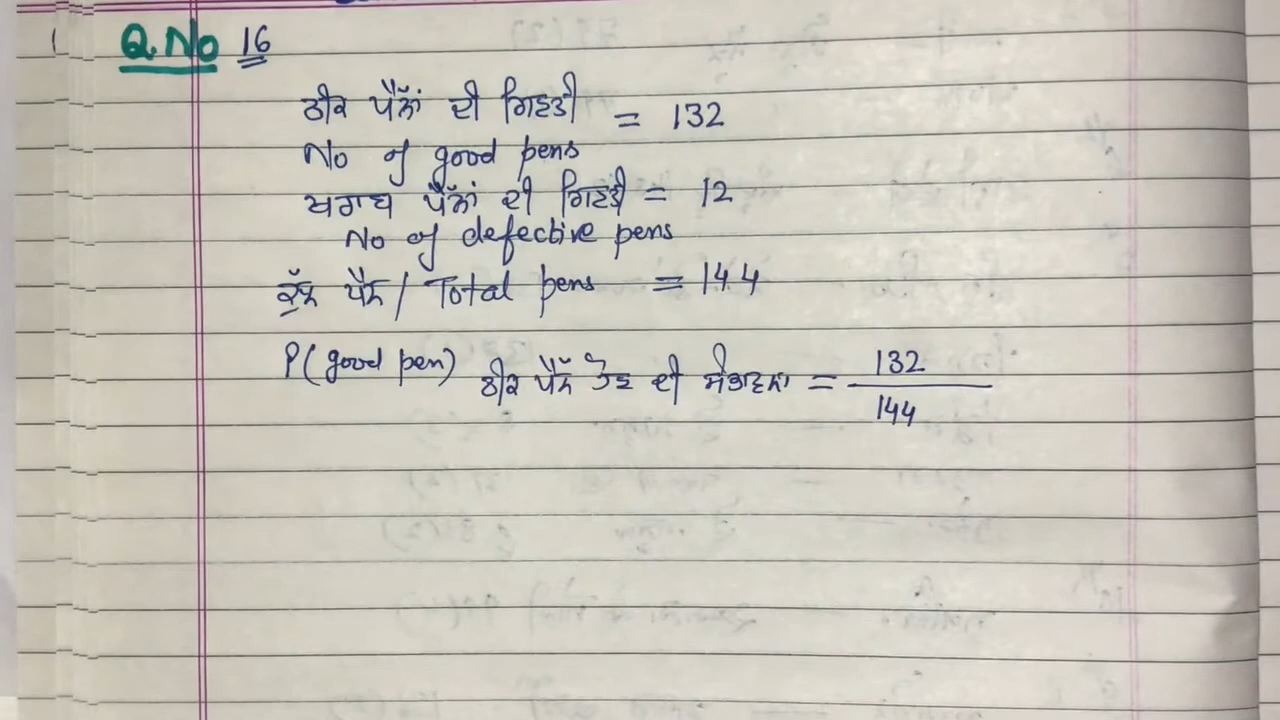 Q.No 16
ਠੀਕ ਪੈੱਨਾਂ ਦੀ ਗਿਣਤੀ = 132
No of good pens
ਖਰਾਬ ਪੈੱਨਾਂ ਦੀ ਗਿਣਤੀ = 12
No of defective pens
ਕੁੱਲ ਪੈੱਨ / Total pens = 144
P(good pen) ਠੀਕ ਪੈੱਨ ਹੋਣ ਦੀ ਸੰਭਾਵਨਾ = 132/144